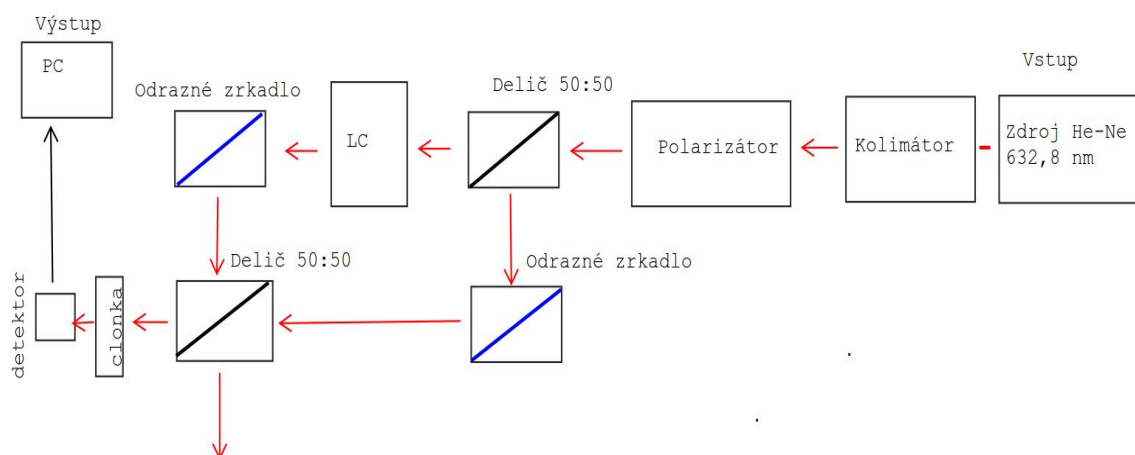 Výstup
PC
Odrazné zrkadlo
LC
Delič 50:50
Polarizátor
Kolimátor
Vstup
Zdroj He-Ne
632,8 nm
detektor
clonka
Delič 50:50
Odrazné zrkadlo